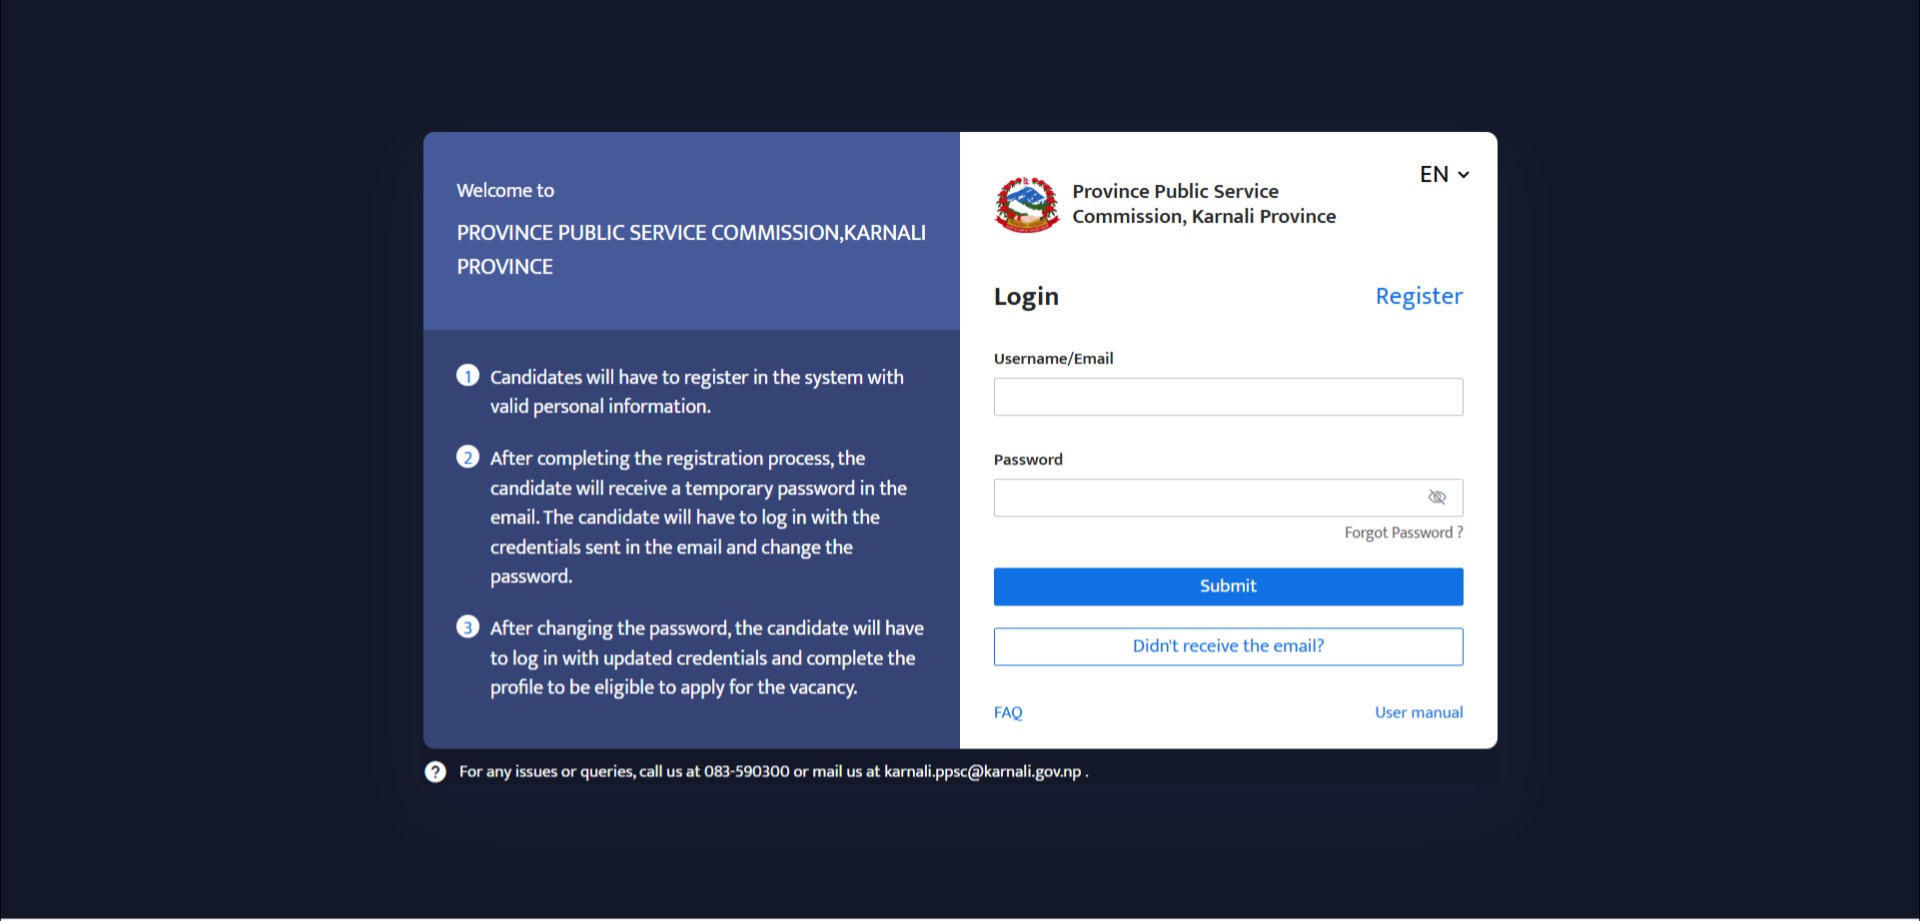 Welcome to
PROVINCE PUBLIC SERVICE COMMISSION,KARNALI
PROVINCE
1 Candidates will have to register in the system with
valid personal information.
2 After completing the registration process, the
candidate will receive a temporary password in the
email. The candidate will have to log in with the
credentials sent in the email and change the
password.
3 After changing the password, the candidate will have
to log in with updated credentials and complete the
profile to be eligible to apply for the vacancy.
EN
Province Public Service
Commission, Karnali Province
Login
Register
Username/Email
Password
Forgot Password ?
Submit
Didn't receive the email?
FAQ
User manual
? For any issues or queries, call us at 083-590300 or mail us at karnali.ppsc@karnali.gov.np .